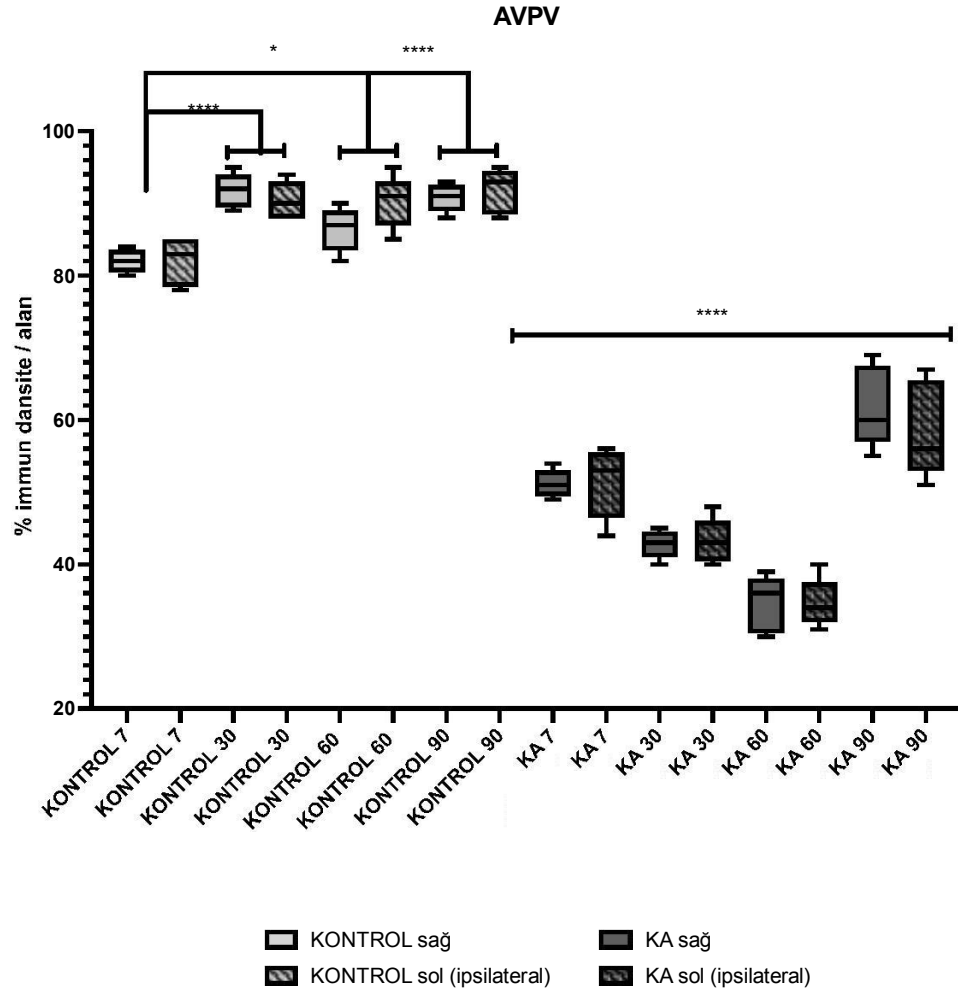 AVPV
* ****
****
100
80
60
40
20
% immun dansite / alan
****
KONTROL 7
KONTROL 7
KONTROL 30
KONTROL 30
KONTROL 60
KONTROL 60
KONTROL 90
KONTROL 90
KA 7
KA 7
KA 30
KA 30
KA 60
KA 60
KA 90
KA 90
KONTROL sağ
KA sağ
KONTROL sol (ipsilateral)
KA sol (ipsilateral)